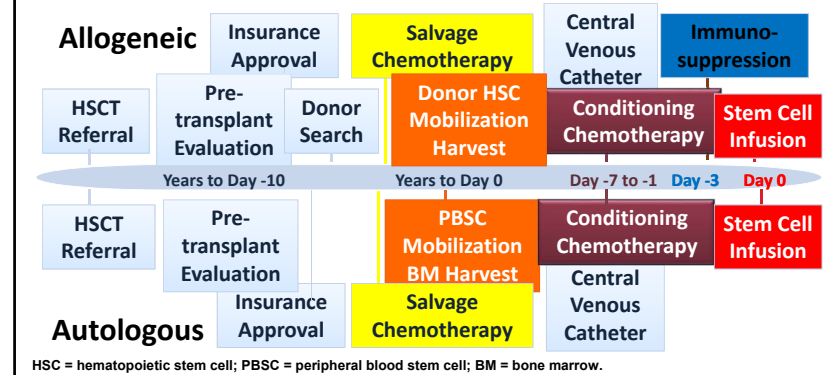 Allogeneic
Insurance
Approval
Salvage
Chemotherapy
Central
Venous
Catheter
Immuno-
suppression
HSCT
Referral
Pre-
transplant
Evaluation
Donor
Search
Donor HSC
Mobilization
Harvest
Conditioning
Chemotherapy
Stem Cell
Infusion
Years to Day -10
Years to Day 0
Day -7 to -1
Day -3
Day 0
HSCT
Referral
Pre-
transplant
Evaluation
PBSC
Mobilization
BM Harvest
Conditioning
Chemotherapy
Stem Cell
Infusion
Autologous
Insurance
Approval
Salvage
Chemotherapy
Central
Venous
Catheter
HSC = hematopoietic stem cell; PBSC = peripheral blood stem cell; BM = bone marrow.